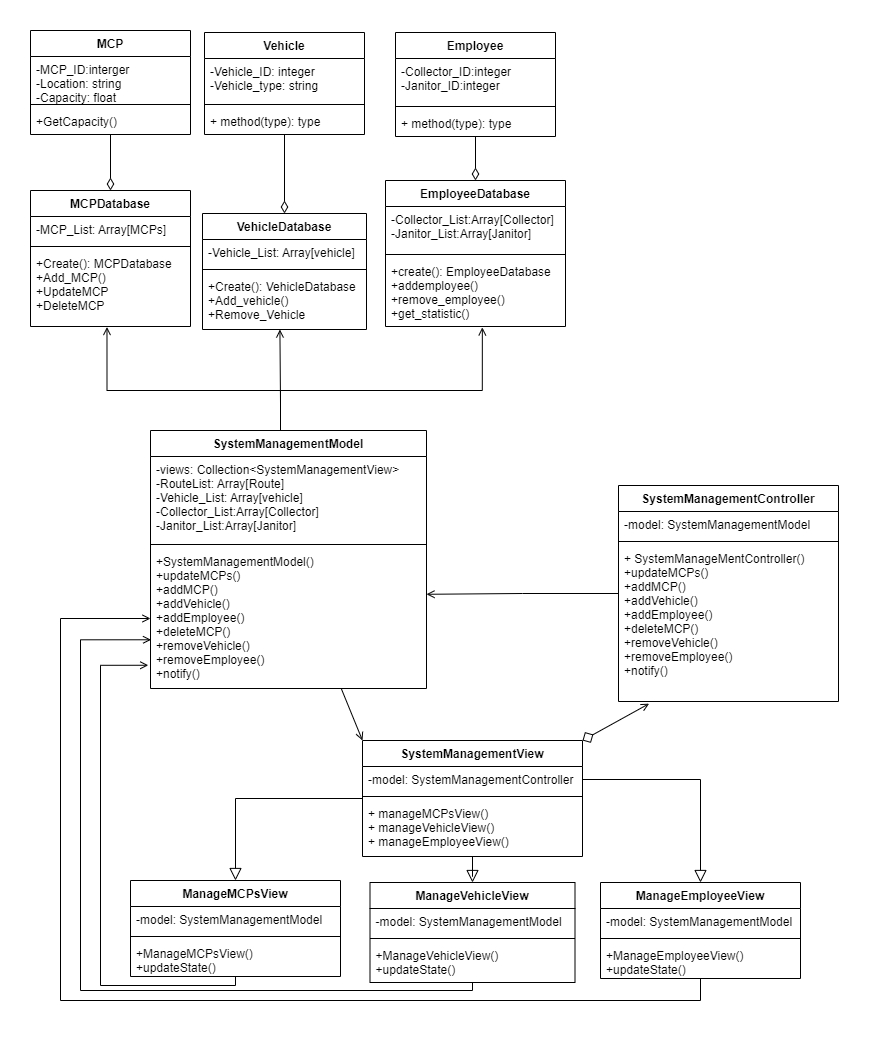 MCP
-MCP_ID:interger
-Location: string
-Capacity: float
+GetCapacity()
Vehicle
-Vehicle_ID: integer
-Vehicle_type: string
+ method(type): type
Employee
-Collector_ID:integer
-Janitor_ID:integer
+ method(type): type
MCPDatabase
-MCP_List: Array[MCPs]
+Create(): MCPDatabase
+Add_MCP()
+UpdateMCP
+DeleteMCP
VehicleDatabase
-Vehicle_List: Array[vehicle]
+Create(): VehicleDatabase
+Add_vehicle()
+Remove_Vehicle
EmployeeDatabase
-Collector_List:Array[Collector]
-Janitor_List:Array[Janitor]
+create(): EmployeeDatabase
+addemployee()
+remove_employee()
+get_statistic()
SystemManagementModel
-views: Collection<SystemManagementView>
-RouteList: Array[Route]
-Vehicle_List: Array[vehicle]
-Collector_List:Array[Collector]
-Janitor_List:Array[Janitor]
+SystemManagementModel()
+updateMCPs()
+addMCP()
+addVehicle()
+addEmployee()
+deleteMCP()
+removeVehicle()
+removeEmployee()
+notify()
SystemManagementController
-model: SystemManagementModel
+ SystemManageMentController()
+updateMCPs()
+addMCP()
+addVehicle()
+addEmployee()
+deleteMCP()
+removeVehicle()
+removeEmployee()
+notify()
SystemManagementView
-model: SystemManagementController
+ manageMCPsView()
+ manageVehicleView()
+ manageEmployeeView()
ManageMCPsView
-model: SystemManagementModel
+ManageMCPsView()
+updateState()
ManageVehicleView
-model: SystemManagementModel
+ManageVehicleView()
+updateState()
ManageEmployeeView
-model: SystemManagementModel
+ManageEmployeeView()
+updateState()